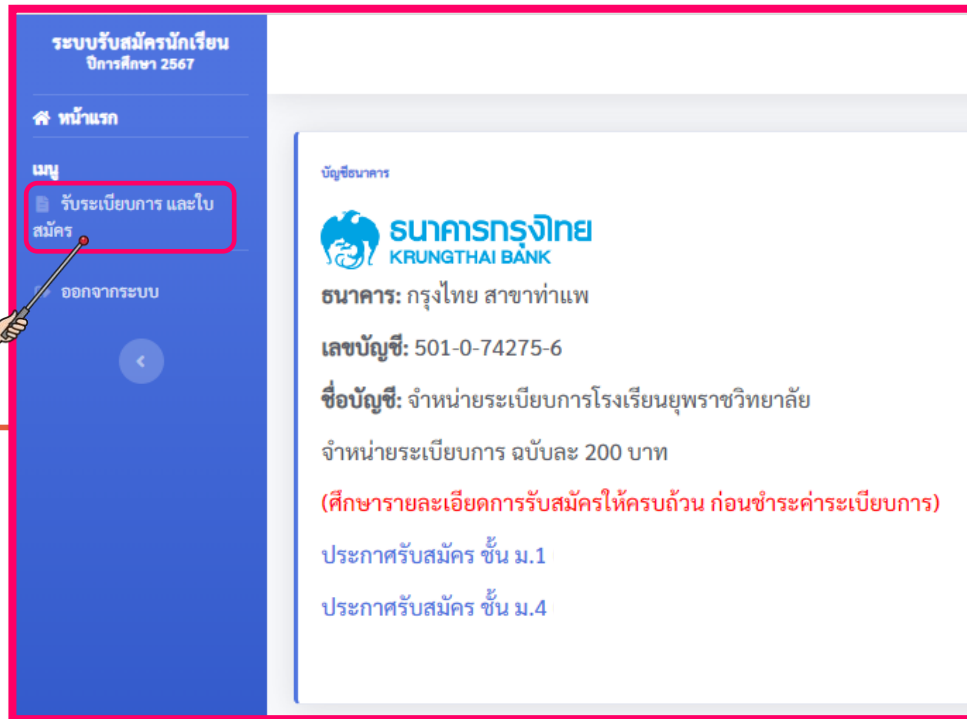 ระบบรับสมัครนักเรียน
ปีการศึกษา 2567
หน้าแรก
เมนู
รับระเบียบการ และใบ
สมัคร
ออกจากระบบ
บัญชีธนาคาร
ธนาคารกรุงไทย
KRUNGTHAI BANK
ธนาคาร: กรุงไทย สาขาท่าแพ
เลขบัญชี: 501-0-74275-6
ชื่อบัญชี: จำหน่ายระเบียบการโรงเรียนยุพราชวิทยาลัย
จำหน่ายระเบียบการ ฉบับละ 200 บาท
(ศึกษารายละเอียดการรับสมัครให้ครบถ้วน ก่อนชำระค่าระเบียบการ)
ประกาศรับสมัคร ชั้น ม.1
ประกาศรับสมัคร ชั้น ม.4